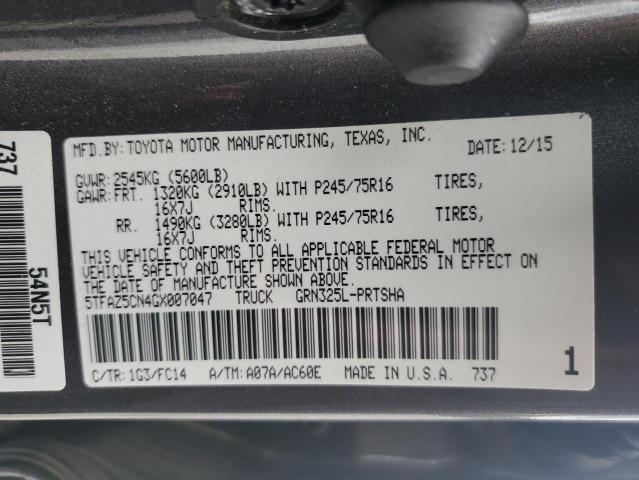 MFD.BY: TOYOTA MOTOR MANUFACTURING, TEXAS, INC. DATE: 12/15
GVWR: 2545KG (5600LB)
GAWR: FRT. 1320KG (2910LB) WITH P245/75R16 TIRES,
16X7J RIMS.
RR. 1490KG (3280LB) WITH P245/75R16 TIRES,
16X7J RIMS.
THIS VEHICLE CONFORMS TO ALL APPLICABLE FEDERAL MOTOR
VEHICLE SAFETY AND THEFT PREVENTION STANDARDS IN EFFECT ON
THE DATE OF MANUFACTURE SHOWN ABOVE.
5TFAZ5CN4GX007047 TRUCK GRN325L-PRTSHA
C/TR: 1G3/FC14 A/TM: A07A/AC60E MADE IN U.S.A. 737
1
737
54N5T